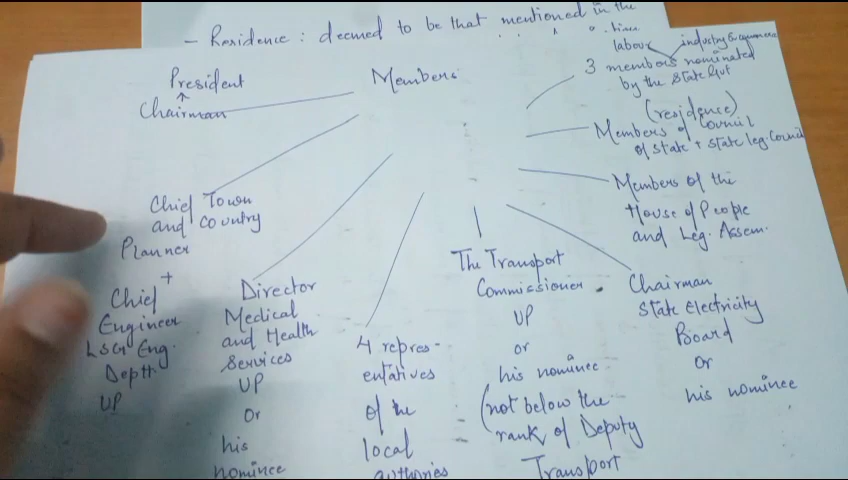 - Residence: deemed to be that mentioned in the
labour industry & commerce
3 members nominated
by the State Govt
Members
President
Chairman
(residence)
Members of Council
of State + State leg. Council
Members of the
House of People
and Leg. Assem.
Chief Town
and Country
Planner
+
Chief
Engineer
LSG Eng.
Deptt
UP
Director
Medical
and Health
Services
UP
Or
his
nominee
4 repres-
entatives
of the
local
authories
The Transport
Commissioner
UP
or
his nominee
(not below the
rank of Deputy
Transport
Chairman
State Electricity
Board
Or
his nominee